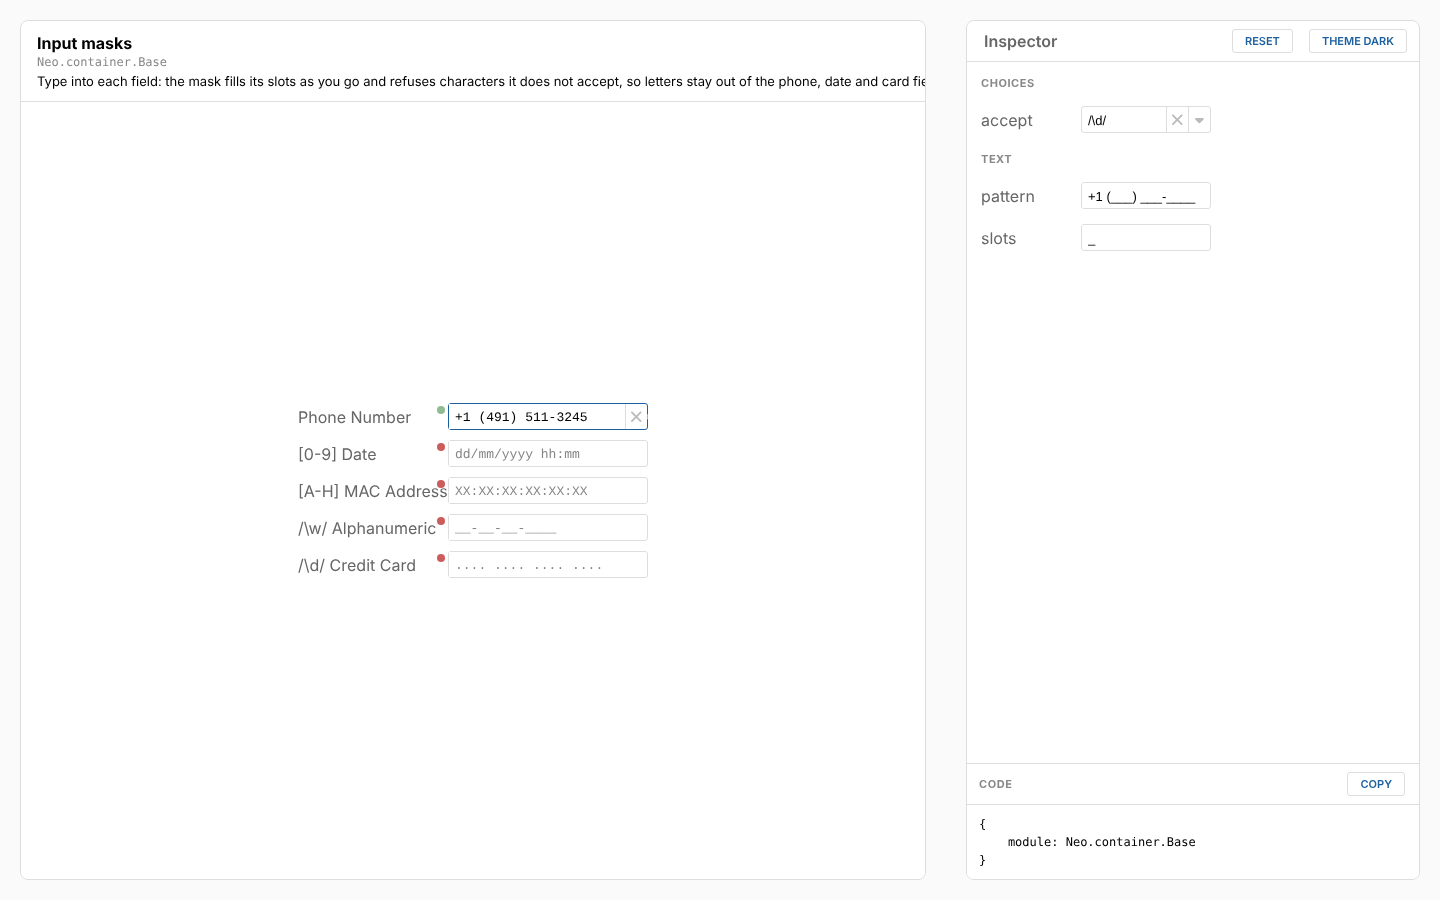 Input masks
Neo.container.Base
Type into each field: the mask fills its slots as you go and refuses characters it does not accept, so letters stay out of the phone, date and card fie
Phone Number
+1 (491) 511-3245
[0-9] Date
dd/mm/yyyy hh:mm
[A-H] MAC Address
XX:XX:XX:XX:XX:XX
/\w/ Alphanumeric
__-__-__-____
/\d/ Credit Card
.... .... .... ....
Inspector
RESET
THEME DARK
CHOICES
accept
/\d/
TEXT
pattern
+1 (___) ___-____
slots
_
CODE
COPY
{
    module: Neo.container.Base
}